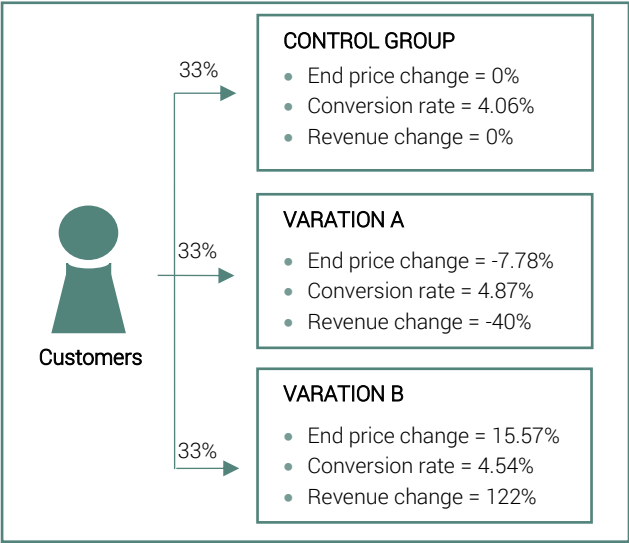 CONTROL GROUP
33%
• End price change = 0%
• Conversion rate = 4.06%
• Revenue change = 0%
VARATION A
33%
• End price change = -7.78%
• Conversion rate = 4.87%
• Revenue change = -40%
Customers
VARATION B
33%
• End price change = 15.57%
• Conversion rate = 4.54%
• Revenue change = 122%